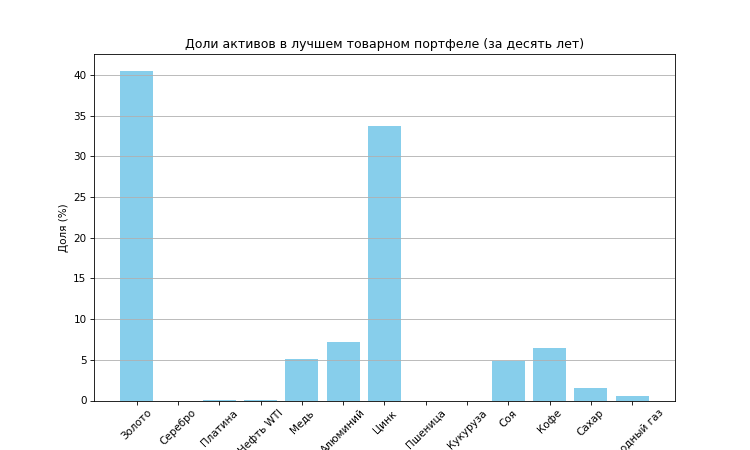 Доли активов в лучшем товарном портфеле (за десять лет)
Доля (%)
40
35
30
25
20
15
10
5
0
Золото
Серебро
Платина
Нефть WTI
Медь
Алюминий
Цинк
Пшеница
Кукуруза
Соя
Кофе
Сахар
газ